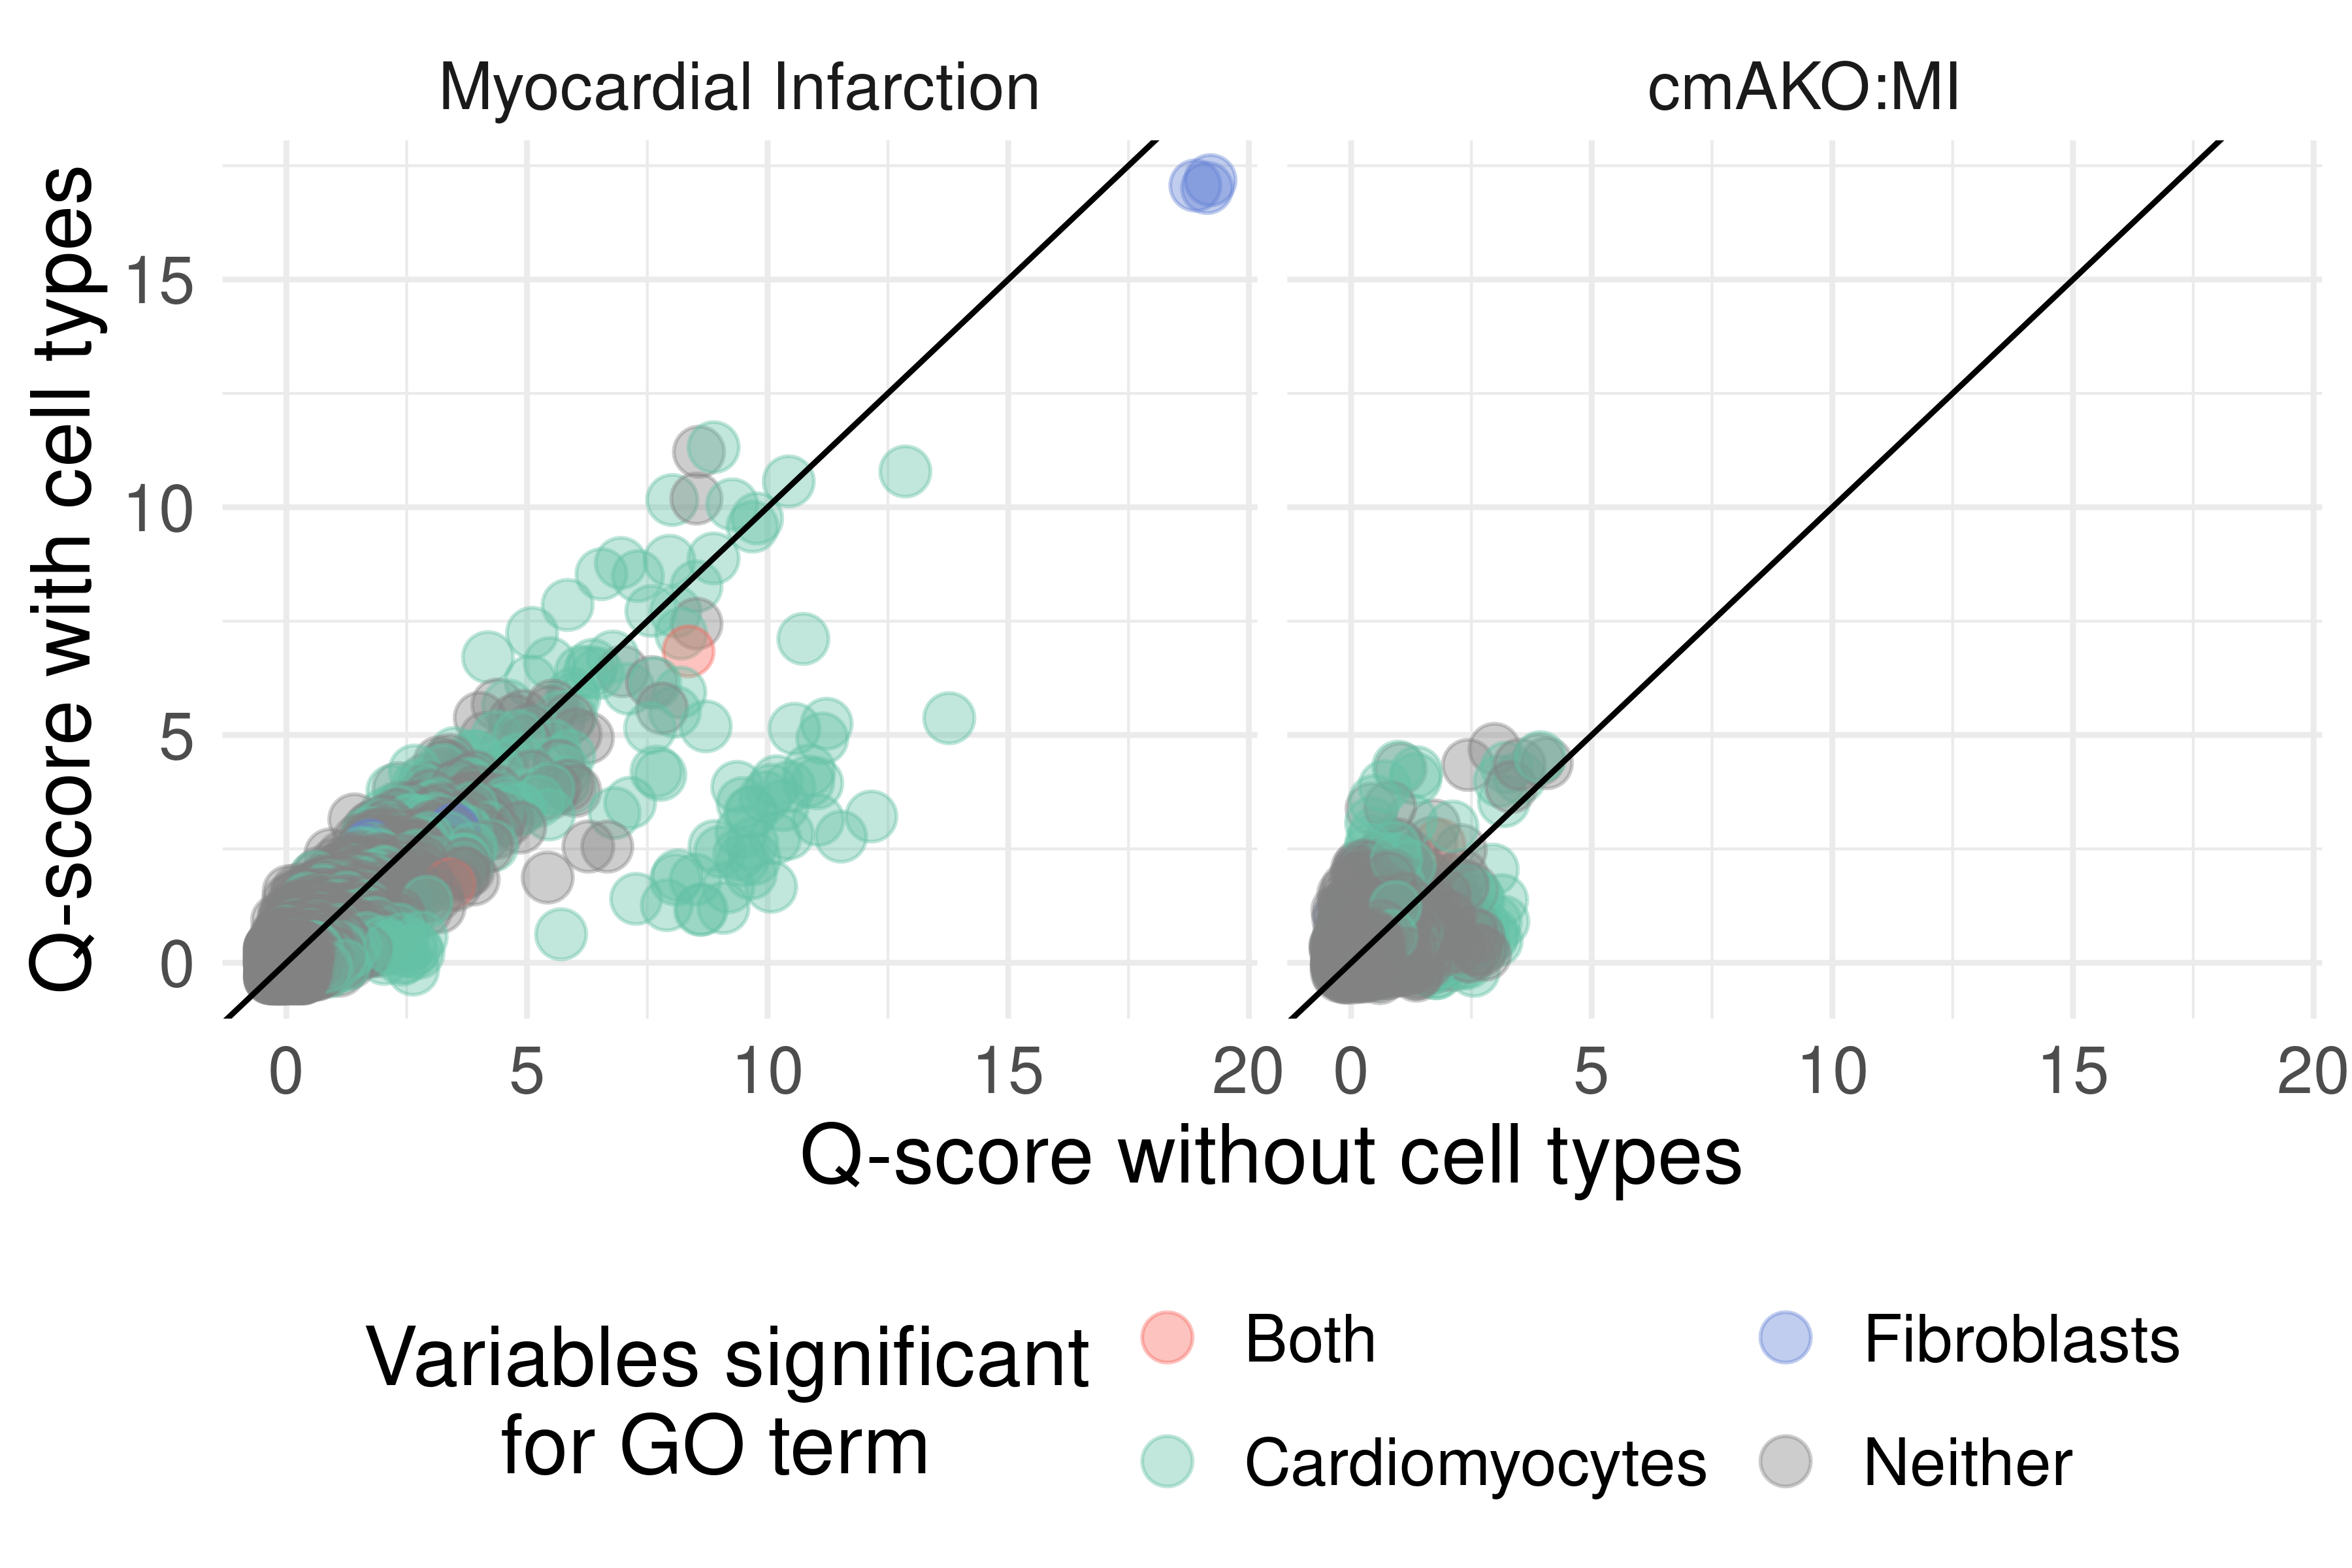 Myocardial Infarction
cmAKO:MI
Q-score with cell types
15
10
5
0
0 5 10 15 20
0 5 10 15 20
Q-score without cell types
Variables significant
for GO term
Both
Cardiomyocytes
Fibroblasts
Neither